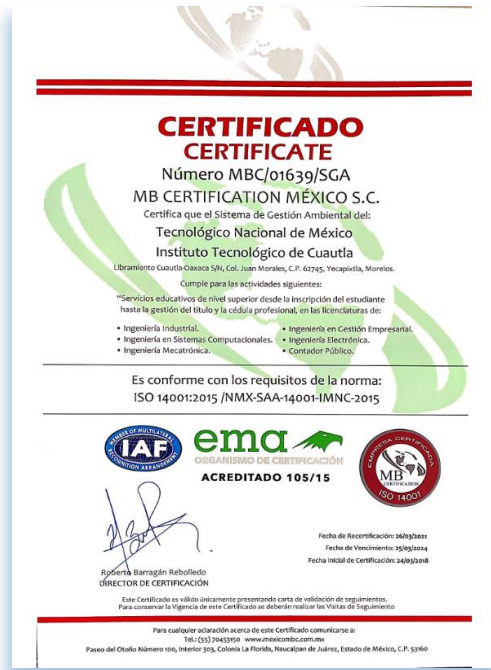 CERTIFICADO
CERTIFICATE
Número MBC/01639/SGA
MB CERTIFICATION MÉXICO S.C.
Certifica que el Sistema de Gestión Ambiental del:
Tecnológico Nacional de México
Instituto Tecnológico de Cuautla
Libramiento Cuautla-Oaxaca S/N, Col. Juan Morales, C.P. 62745, Yecapixtla, Morelos.
Cumple para las actividades siguientes:
"Servicios educativos de nivel superior desde la inscripción del estudiante
hasta la gestión del título y la cédula profesional, en las licenciaturas de:
• Ingeniería Industrial.
• Ingeniería en Sistemas Computacionales.
• Ingeniería Mecatrónica.
• Ingeniería en Gestión Empresarial.
• Ingeniería Electrónica.
• Contador Público.
Es conforme con los requisitos de la norma:
ISO 14001:2015 /NMX-SAA-14001-IMNC-2015
MEMBER OF MULTILATERAL
IAF
RECOGNITION ARRANGEMENT
ema
ORGANISMO DE CERTIFICACIÓN
ACREDITADO 105/15
EMPRESA CERTIFICADA
MB
CERTIFICATION
ISO 14001
Fecha de Recertificación: 26/03/2021
Fecha de Vencimiento: 25/03/2024
Fecha Inicial de Certificación: 24/03/2018
Roberto Barragán Rebolledo
DIRECTOR DE CERTIFICACIÓN
Este Certificado es válido únicamente presentando carta de validación de seguimientos.
Para conservar la Vigencia de este Certificado se deberán realizar las Visitas de Seguimiento
Para cualquier aclaración acerca de este Certificado comunicarse a:
Tel.: (55) 70453150 www.mexicombc.com.mx
Paseo del Otoño Número 100, Interior 303, Colonia La Florida, Naucalpan de Juárez, Estado de México, C.P. 53160